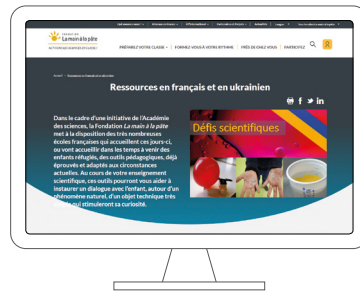 FONDATION
La main à la pâte
PRÉPAREZ VOTRE CLASSE
FORMEZ VOUS À VOTRE RYTHME
PRÈS DE CHEZ VOUS
PARTICIPEZ
Ressources en français et en ukrainien
Dans le cadre d'une initiative de l'Académie
des sciences, la Fondation La main à la pâte
met à la disposition des très nombreuses
écoles françaises qui accueillent ces jours-ci,
ou vont accueillir dans les temps à venir des
enfants réfugiés, des outils pédagogiques, déjà
éprouvés et adaptés aux circonstances
actuelles. Au cours de votre enseignement
scientifique, ces outils pourront vous aider à
instaurer un dialogue avec l'enfant, autour d'un
phénomène naturel, d'un objet technique très
qui stimuleront sa curiosité.
Défis scientifiques